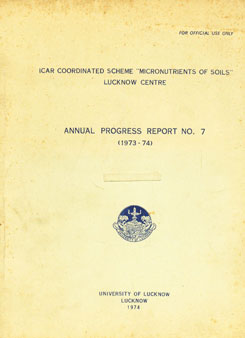 FOR OFFICIAL USE ONLY
ICAR COORDINATED SCHEME "MICRONUTRIENTS OF SOILS"
LUCKNOW CENTRE
ANNUAL PROGRESS REPORT NO. 7
(1973-74)
UNIVERSITY OF LUCKNOW
LUCKNOW
1974